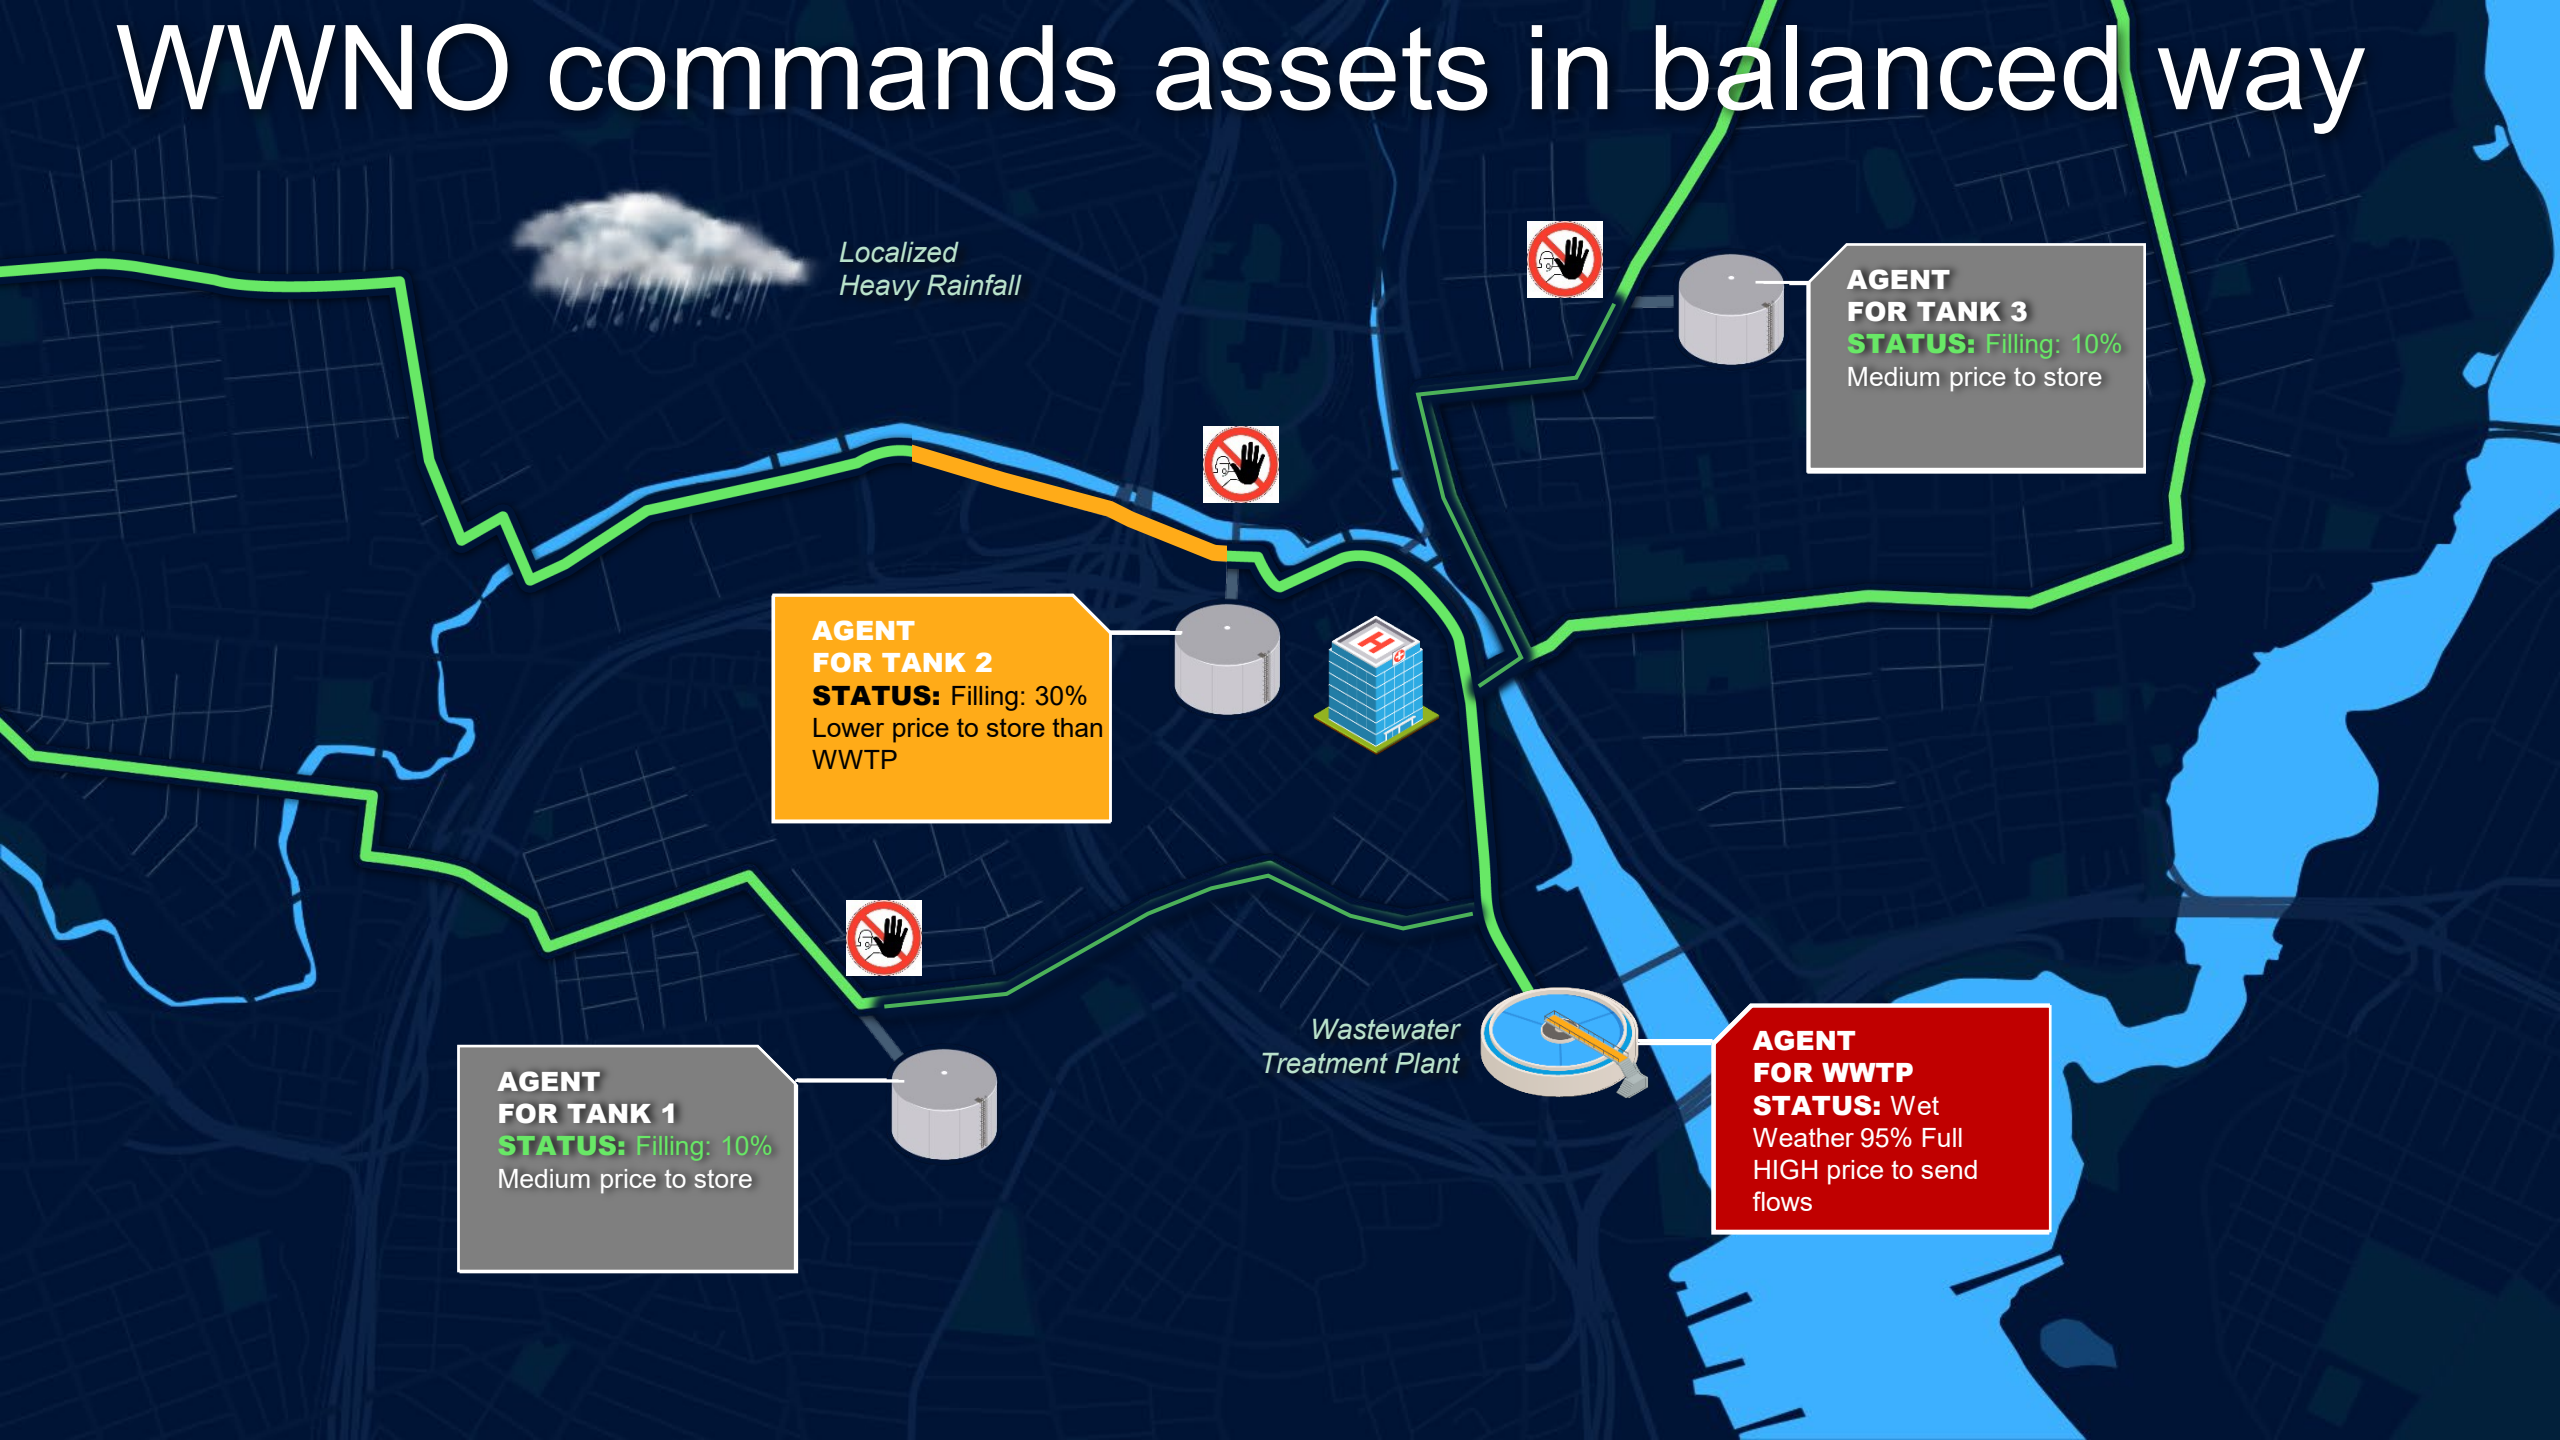 WWNO commands assets in balanced way
Localized
Heavy Rainfall
AGENT
FOR TANK 3
STATUS: Filling: 10%
Medium price to store
AGENT
FOR TANK 2
STATUS: Filling: 30%
Lower price to store than
WWTP
H
AGENT
FOR TANK 1
STATUS: Filling: 10%
Medium price to store
Wastewater
Treatment Plant
AGENT
FOR WWTP
STATUS: Wet
Weather 95% Full
HIGH price to send
flows